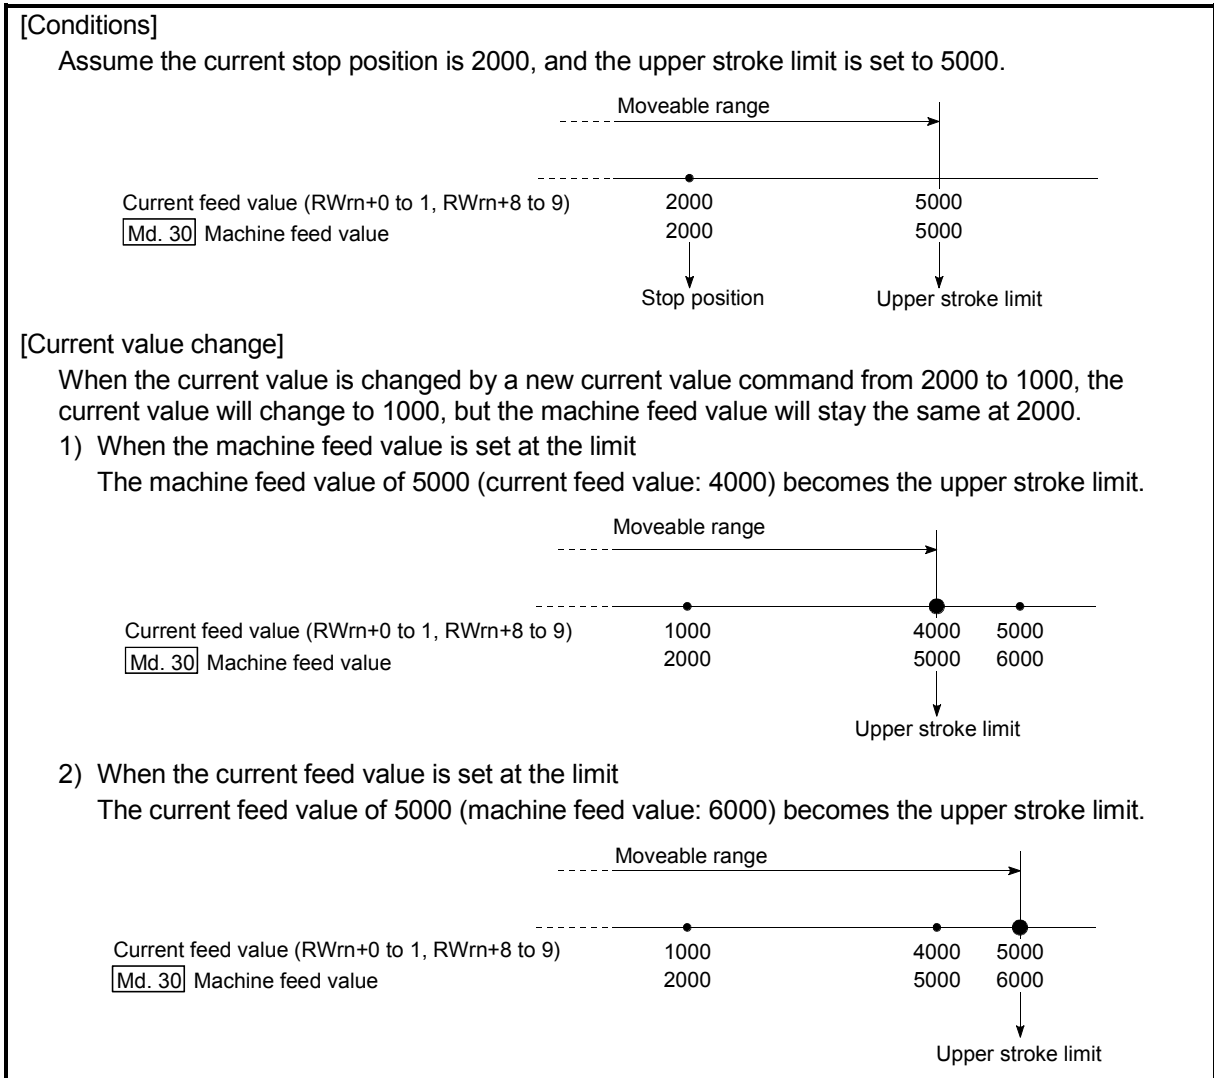 [Conditions]
Assume the current stop position is 2000, and the upper stroke limit is set to 5000.
Moveable range
Current feed value (RWrn+0 to 1, RWrn+8 to 9) 2000 5000
Md. 30 Machine feed value 2000 5000
Stop position Upper stroke limit
[Current value change]
When the current value is changed by a new current value command from 2000 to 1000, the
current value will change to 1000, but the machine feed value will stay the same at 2000.
1) When the machine feed value is set at the limit
The machine feed value of 5000 (current feed value: 4000) becomes the upper stroke limit.
Moveable range
Current feed value (RWrn+0 to 1, RWrn+8 to 9) 1000 4000 5000
Md. 30 Machine feed value 2000 5000 6000
Upper stroke limit
2) When the current feed value is set at the limit
The current feed value of 5000 (machine feed value: 6000) becomes the upper stroke limit.
Moveable range
Current feed value (RWrn+0 to 1, RWrn+8 to 9) 1000 4000 5000
Md. 30 Machine feed value 2000 5000 6000
Upper stroke limit